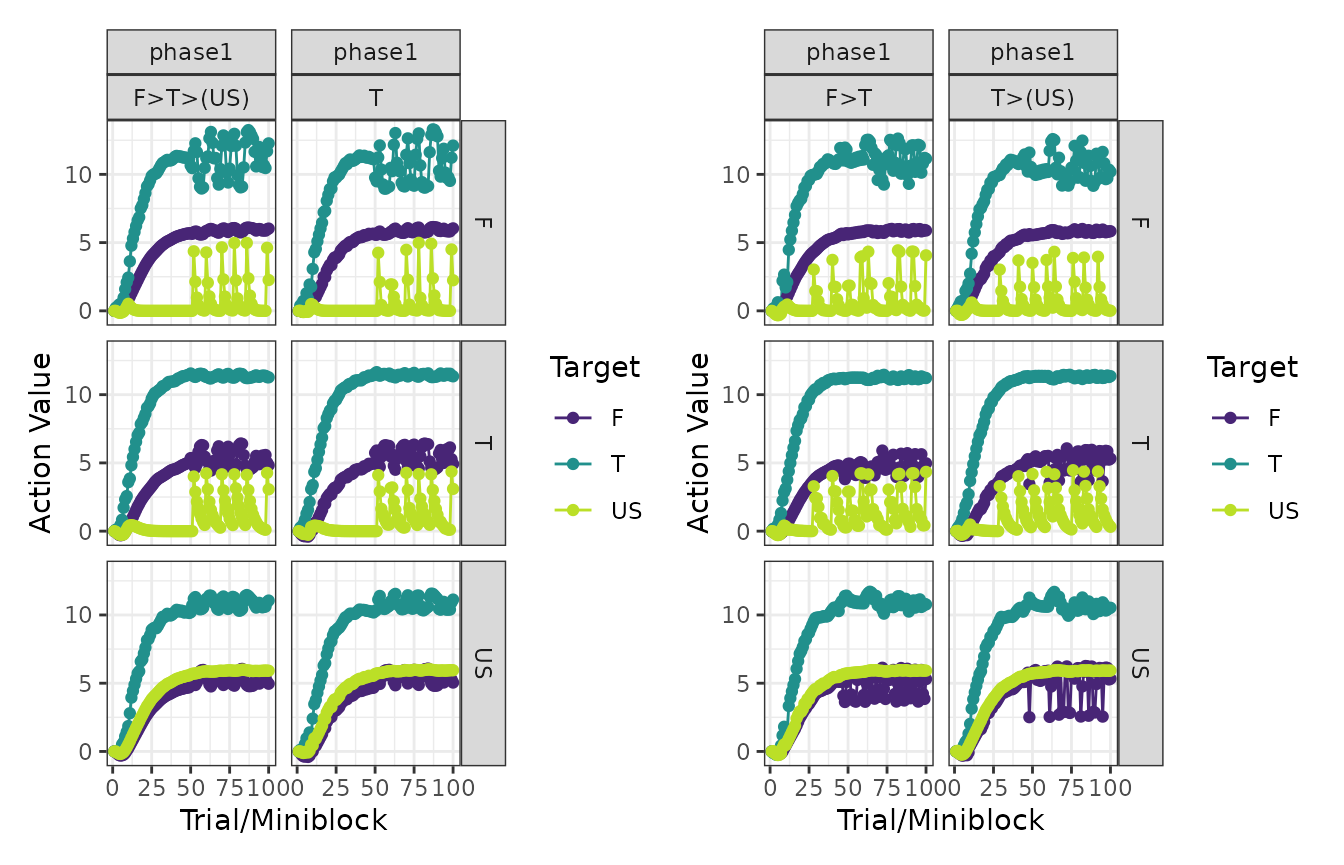 phase1 phase1
F>T>(US) T
F
T
US
10
5
0
10
5
0
10
5
0
0 25 50 75 100 0 25 50 75 100
Action Value
Trial/Miniblock
Target
F
T
US
phase1 phase1
F>T T>(US)
F
T
US
10
5
0
10
5
0
10
5
0
0 25 50 75 100 0 25 50 75 100
Action Value
Trial/Miniblock
Target
F
T
US